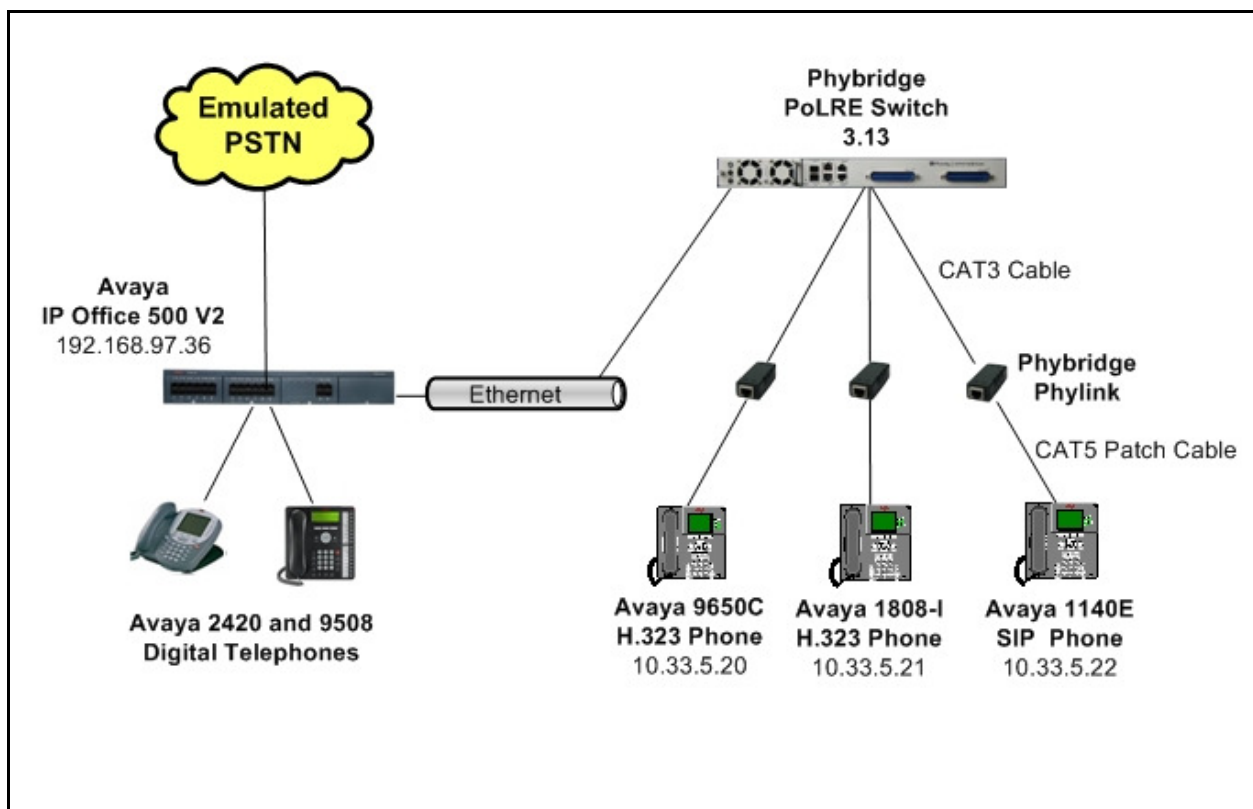 Emulated
PSTN
Phybridge
PoLRE Switch
3.13
Avaya
IP Office 500 V2
192.168.97.36
CAT3 Cable
Ethernet
Phybridge
Phylink
CAT5 Patch Cable
Avaya 2420 and 9508
Digital Telephones
Avaya 9650C
H.323 Phone
10.33.5.20
Avaya 1808-I
H.323 Phone
10.33.5.21
Avaya 1140E
SIP Phone
10.33.5.22